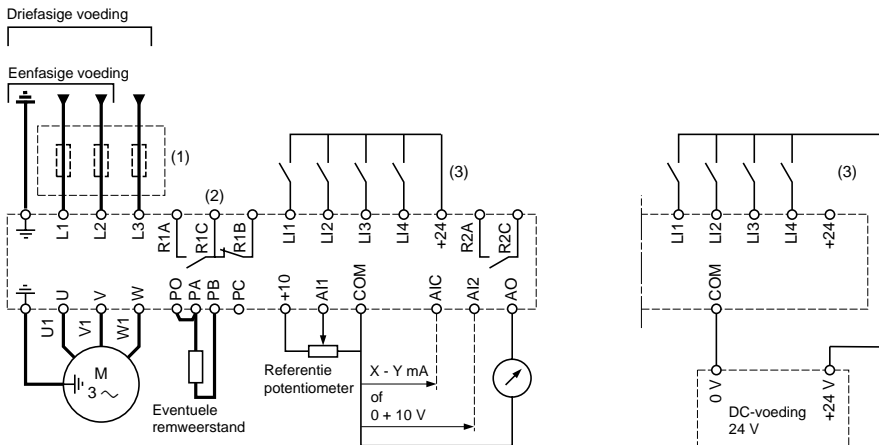 Driefasige voeding
Eenfasige voeding
(1)
(2)
(3)
(3)
L1
L2
L3
R1A
R1C
R1B
LI1
LI2
LI3
LI4
+24
R2A
R2C
LI1
LI2
LI3
LI4
+24
U
V
W
PO
PA
PB
PC
+10
AI1
COM
AIC
AI2
AO
COM
U1
V1
W1
M
3
Eventuele
remweerstand
Referentie
potentiometer
X - Y mA
of
0 + 10 V
0 V
+24 V
DC-voeding
24 V